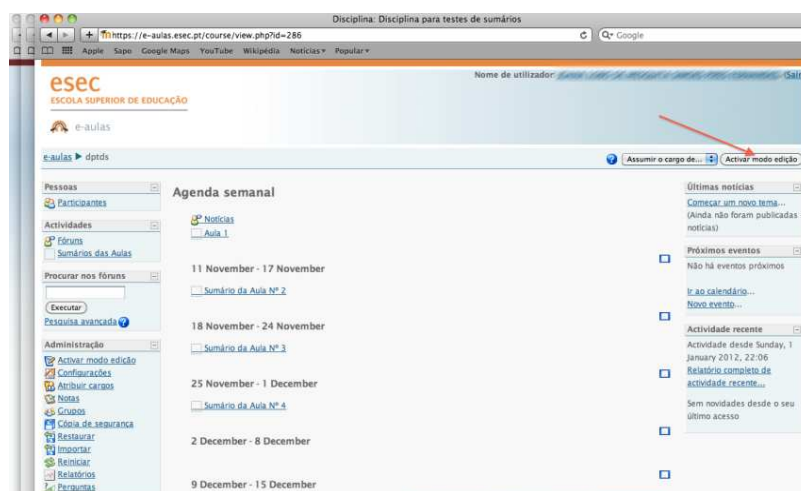 Disciplina: Disciplina para testes de sumários
https://e-aulas.esec.pt/course/view.php?id=286
Google
Apple Sapo Google Maps YouTube Wikipédia Notícias Popular
esec
ESCOLA SUPERIOR DE EDUCAÇÃO
Nome de utilizador: (Saír
e-aulas
e-aulas ► dptds
Assumir o cargo de...
Activar modo edição
Pessoas
Participantes
Actividades
Fóruns
Sumários das Aulas
Procurar nos fóruns
Executar
Pesquisa avançada
Administração
Activar modo edição
Configurações
Atribuir cargos
Notas
Grupos
Cópia de segurança
Restaurar
Importar
Reiniciar
Relatórios
Perguntas
Agenda semanal
Notícias
Aula 1
11 November - 17 November
Sumário da Aula Nº 2
18 November - 24 November
Sumário da Aula Nº 3
25 November - 1 December
Sumário da Aula Nº 4
2 December - 8 December
9 December - 15 December
Últimas notícias
Começar um novo tema...
(Ainda não foram publicadas
notícias)
Próximos eventos
Não há eventos próximos
Ir ao calendário...
Novo evento...
Actividade recente
Actividade desde Sunday, 1
January 2012, 22:06
Relatório completo de
actividade recente...
Sem novidades desde o seu
último acesso